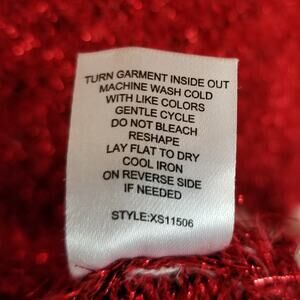 TURN GARMENT INSIDE OUT
MACHINE WASH COLD
WITH LIKE COLORS
GENTLE CYCLE
DO NOT BLEACH
RESHAPE
LAY FLAT TO DRY
COOL IRON
ON REVERSE SIDE
IF NEEDED
STYLE:XS11506